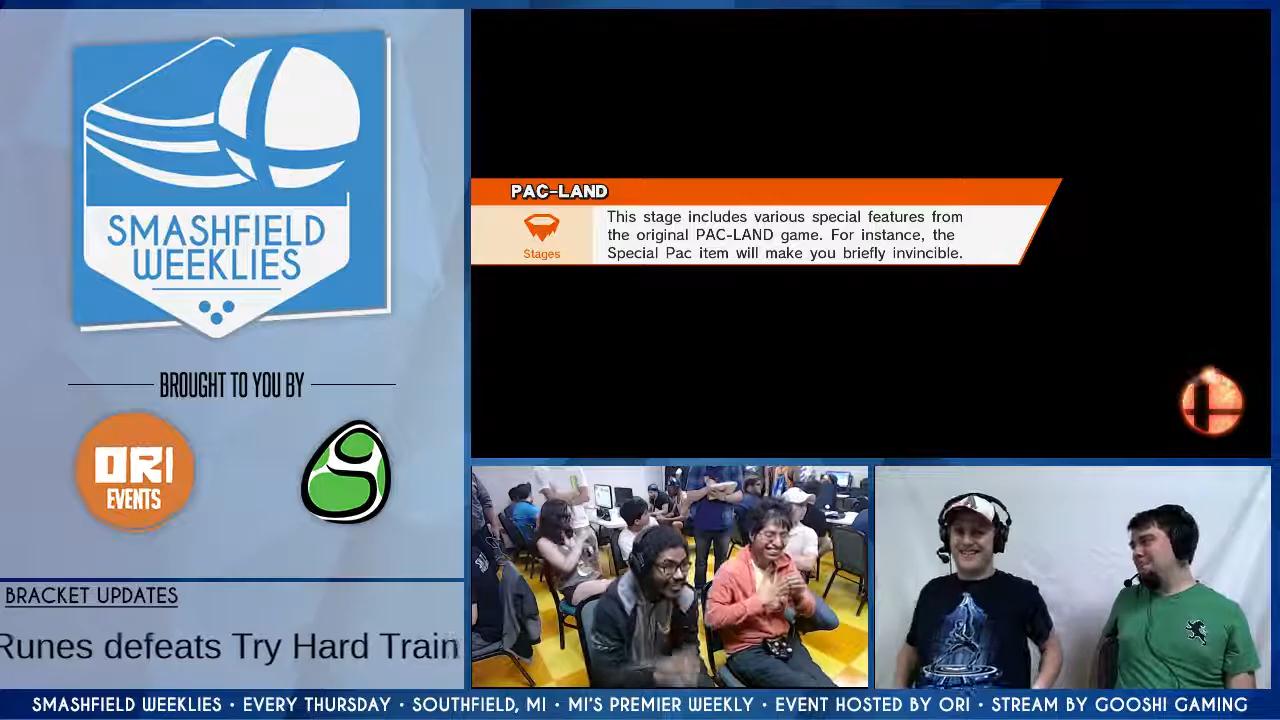 SMASHFIELD
WEEKLIES
BROUGHT TO YOU BY
ORI
EVENTS
S
BRACKET UPDATES
Runes defeats Try Hard Train
PAC-LAND
Stages
This stage includes various special features from
the original PAC-LAND game. For instance, the
Special Pac item will make you briefly invincible.
A
SMASHFIELD WEEKLIES • EVERY THURSDAY • SOUTHFIELD, MI • MI'S PREMIER WEEKLY • EVENT HOSTED BY ORI • STREAM BY GOOSHI GAMING